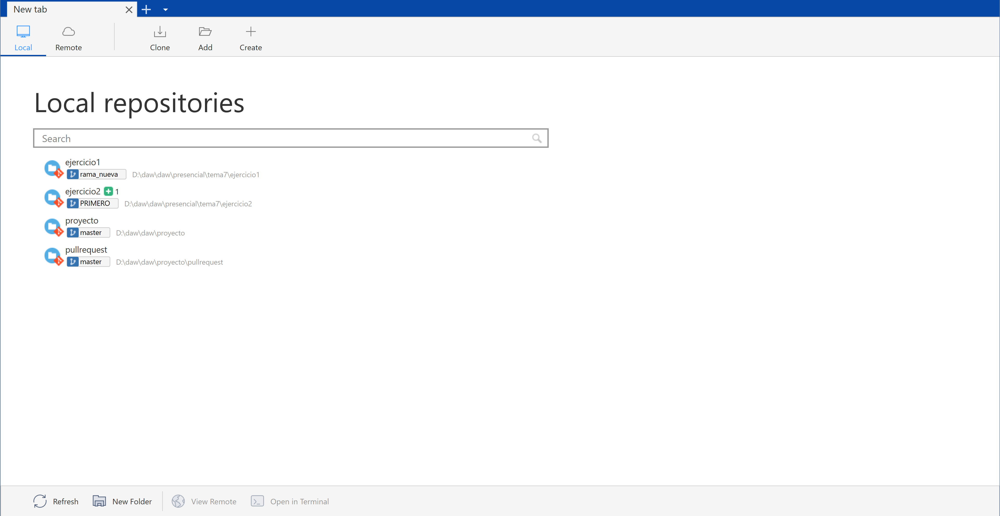 New tab
Local Remote Clone Add Create
Local repositories
Search
ejercicio1
rama_nueva D:\daw\daw\presencial\tema7\ejercicio1
ejercicio2 1
PRIMERO D:\daw\daw\presencial\tema7\ejercicio2
proyecto
master D:\daw\daw\proyecto
pullrequest
master D:\daw\daw\proyecto\pullrequest
Refresh New Folder View Remote Open in Terminal